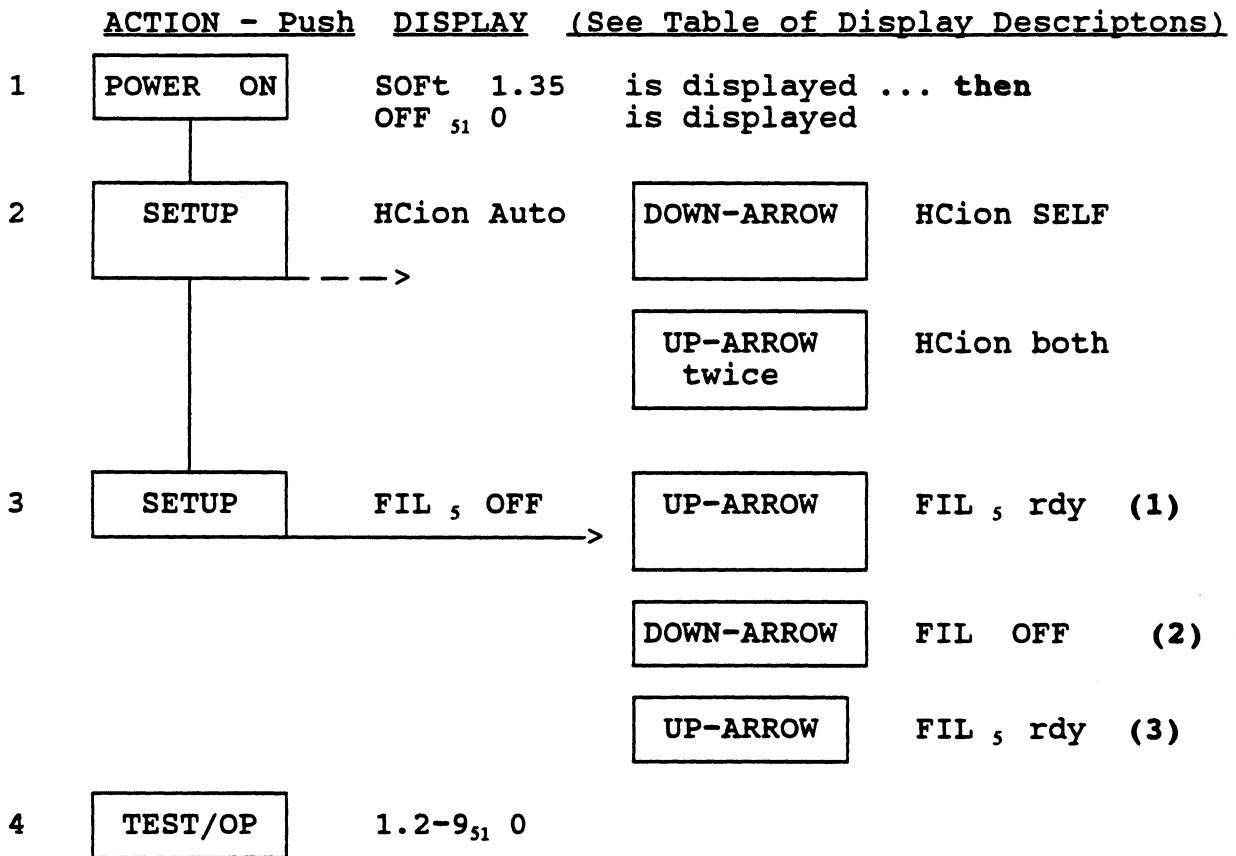 ACTION - Push DISPLAY (See Table of Display Descriptons)
1 POWER ON SOFt 1.35 is displayed ... then
OFF 51 0 is displayed
2 SETUP HCion Auto DOWN-ARROW HCion SELF
- - ->
UP-ARROW HCion both
twice
3 SETUP FIL 5 OFF UP-ARROW FIL 5 rdy (1)
>
DOWN-ARROW FIL OFF (2)
UP-ARROW FIL 5 rdy (3)
4 TEST/OP 1.2-9 51 0